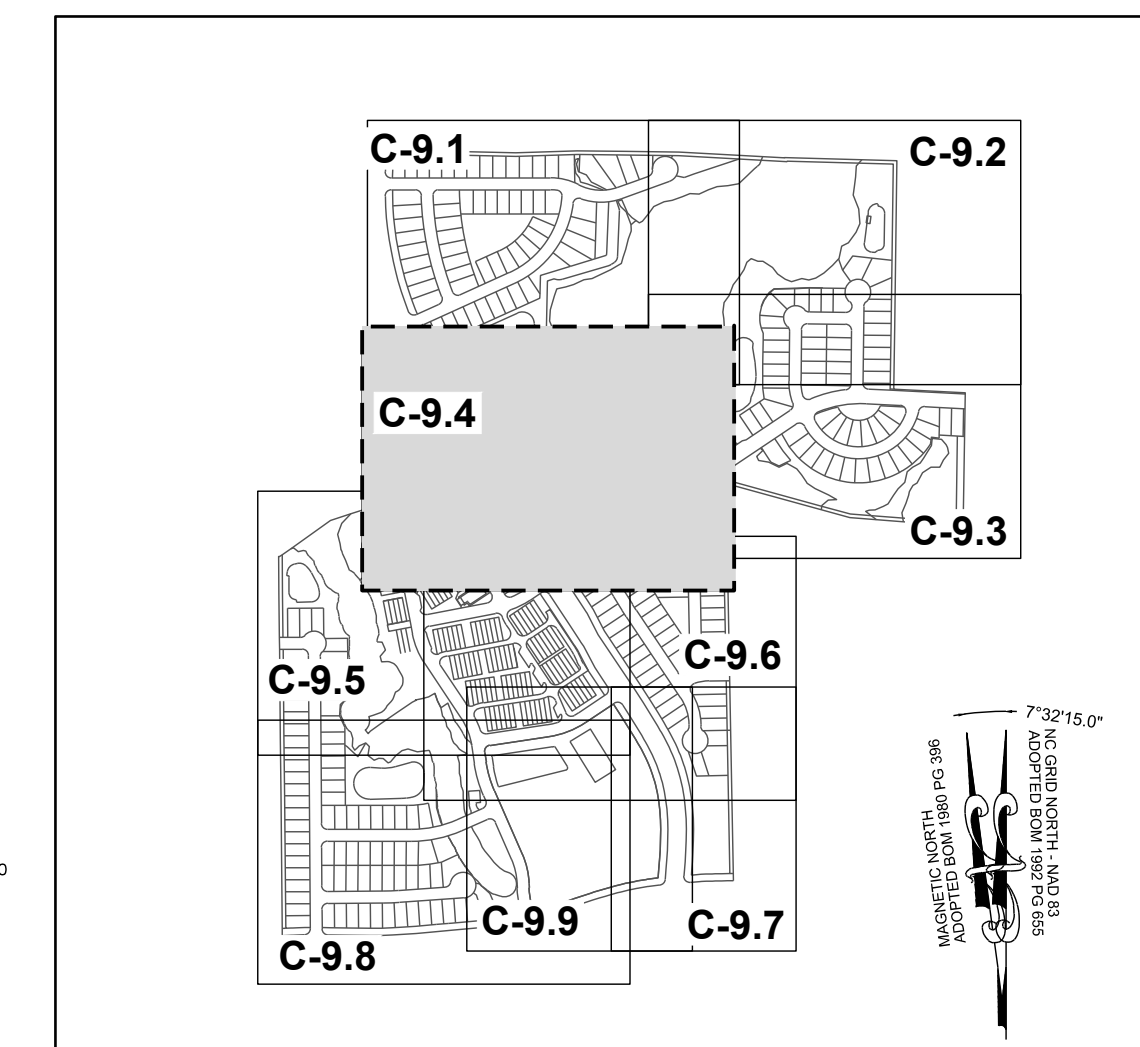 C-9.1
C-9.2
C-9.4
C-9.3
C-9.6
C-9.5
7°32'15.0"
MAGNETIC NORTH
ADOPTED BOM 1980 PG 396
NC GRID NORTH - NAD 83
ADOPTED BOM 1992 PG 655
C-9.9
C-9.7
C-9.8